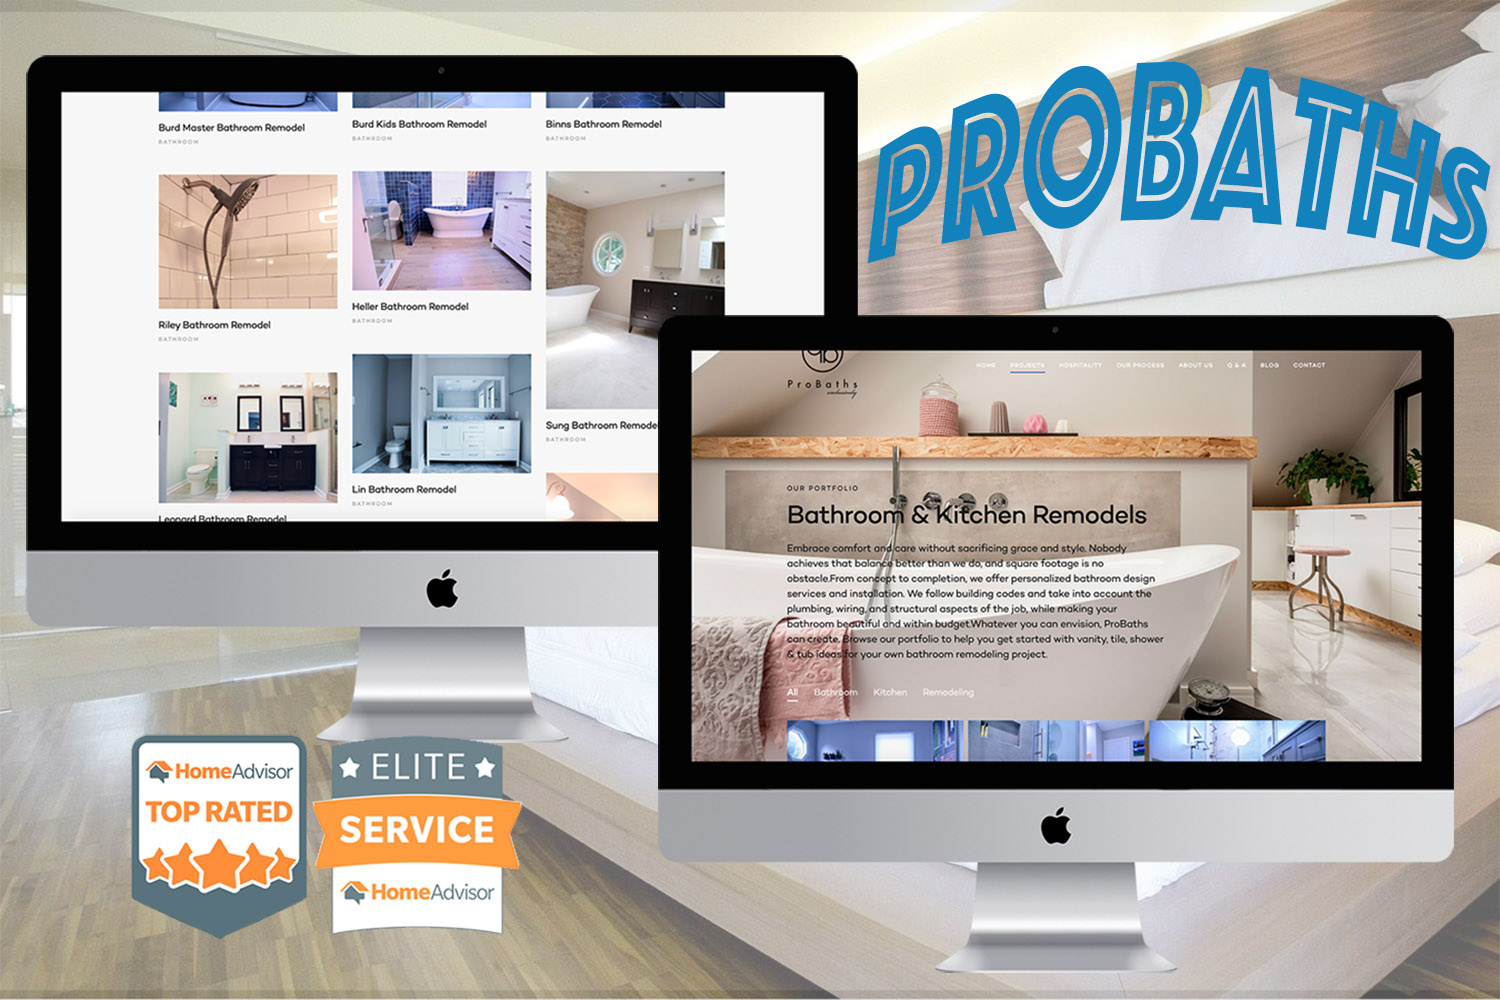 PROBATHS
Burd Master Bathroom Remodel
BATHROOM
Burd Kids Bathroom Remodel
BATHROOM
Binns Bathroom Remodel
BATHROOM
Riley Bathroom Remodel
BATHROOM
Heller Bathroom Remodel
BATHROOM
Sung Bathroom Remodel
BATHROOM
Leopard Bathroom Remodel
Lin Bathroom Remodel
BATHROOM
ProBaths
exclusively
HOME PROJECTS HOSPITALITY OUR PROCESS ABOUT US Q & A BLOG CONTACT
OUR PORTFOLIO
Bathroom & Kitchen Remodels
Embrace comfort and care without sacrificing grace and style. Nobody
achieves that balance better than we do, and square footage is no
obstacle.From concept to completion, we offer personalized bathroom design
services and installation. We follow building codes and take into account the
plumbing, wiring, and structural aspects of the job, while making your
bathroom beautiful and within budget.Whatever you can envision, ProBaths
can create. Browse our portfolio to help you get started with vanity, tile, shower
& tub ideas for your own bathroom remodeling project.
All Bathroom Kitchen Remodeling
HomeAdvisor
TOP RATED
ELITE
SERVICE
HomeAdvisor